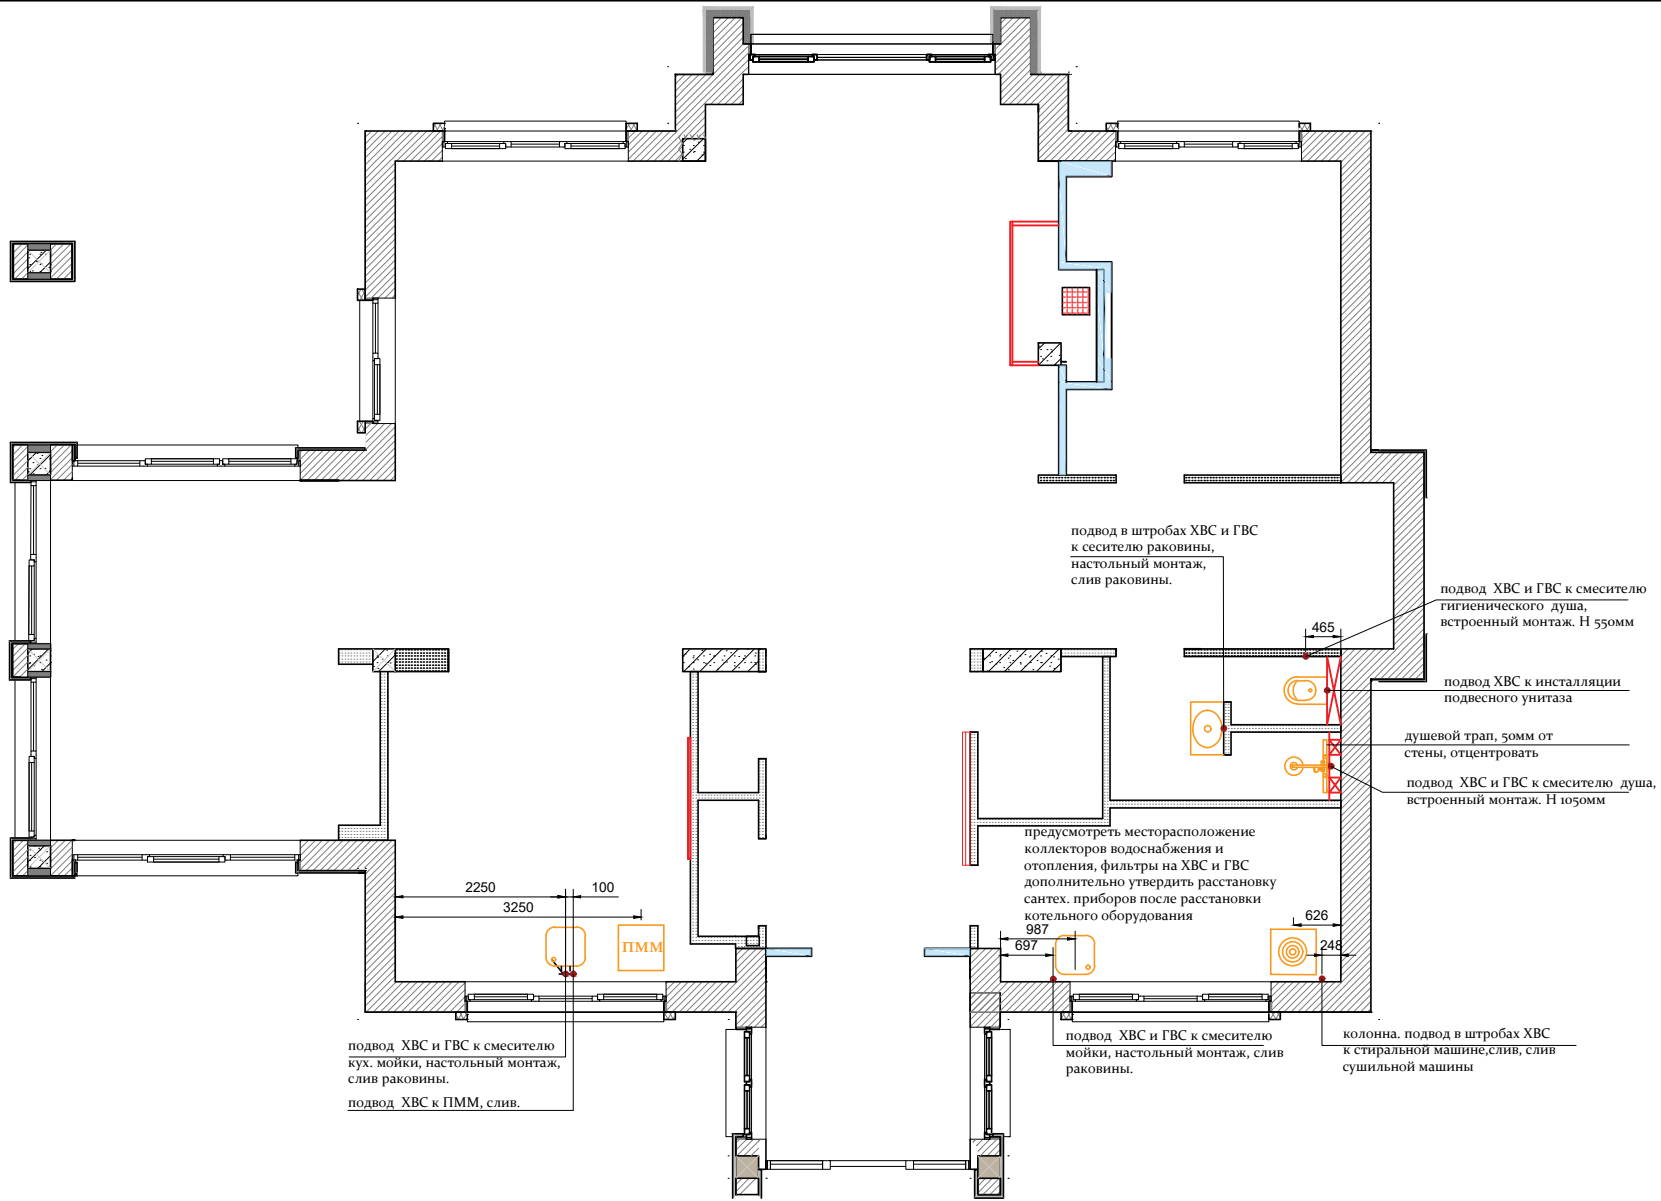 подвод в штробах ХВС и ГВС
к сесителю раковины,
настольный монтаж,
слив раковины.
подвод ХВС и ГВС к смесителю
гигиенического душа,
встроенный монтаж. Н 550мм
465
подвод ХВС к инсталляции
подвесного унитаза
душевой трап, 50мм от
стены, отцентровать
подвод ХВС и ГВС к смесителю душа,
встроенный монтаж. Н 1050мм
предусмотреть месторасположение
коллекторов водоснабжения и
отопления, фильтры на ХВС и ГВС
дополнительно утвердить расстановку
сантех. приборов после расстановки
котельного оборудования
2250
100
3250
ПММ
987
697
626
248
подвод ХВС и ГВС к смесителю
кух. мойки, настольный монтаж,
слив раковины.
подвод ХВС к ПММ, слив.
подвод ХВС и ГВС к смесителю
мойки, настольный монтаж, слив
раковины.
колонна. подвод в штробах ХВС
к стиральной машине,слив, слив
сушильной машины